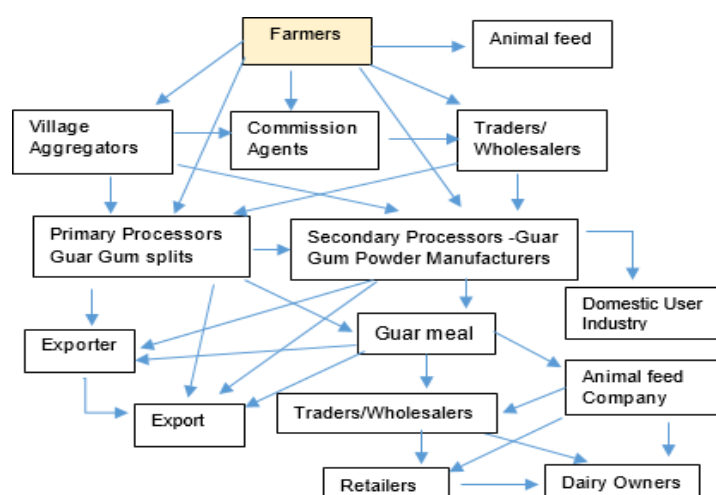 Farmers
Animal feed
Village
Aggregators
Commission
Agents
Traders/
Wholesalers
Primary Processors
Guar Gum splits
Secondary Processors -Guar
Gum Powder Manufacturers
Domestic User
Industry
Exporter
Guar meal
Animal feed
Company
Export
Traders/Wholesalers
Retailers
Dairy Owners